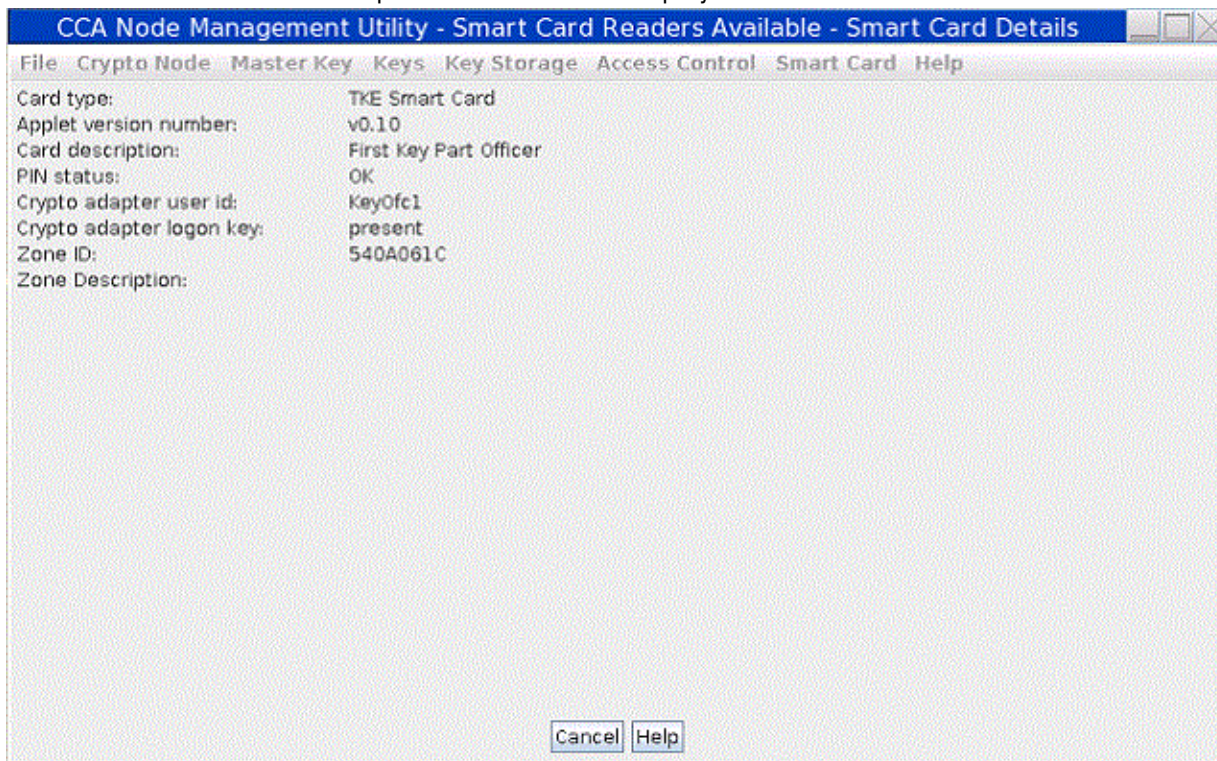 CCA Node Management Utility - Smart Card Readers Available - Smart Card Details
File Crypto Node Master Key Keys Key Storage Access Control Smart Card Help
Card type: TKE Smart Card
Applet version number: v0.10
Card description: First Key Part Officer
PIN status: OK
Crypto adapter user id: KeyOfc1
Crypto adapter logon key: present
Zone ID: 540A061C
Zone Description:
Cancel Help